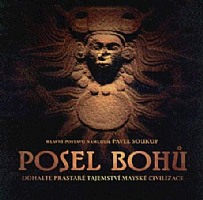 HLAVNÍ POSTAVU NAMLUVIL PAVEL SOUKUP
POSEL BOHŮ
ODHALTE PRASTARÉ TAJEMSTVÍ MAYSKÉ CIVILIZACE